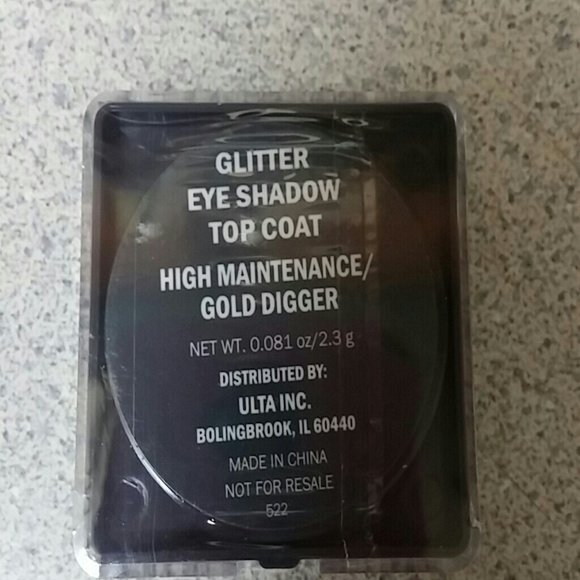 GLITTER
EYE SHADOW
TOP COAT
HIGH MAINTENANCE/
GOLD DIGGER
NET WT. 0.081 oz/2.3 g
DISTRIBUTED BY:
ULTA INC.
BOLINGBROOK, IL 60440
MADE IN CHINA
NOT FOR RESALE
522